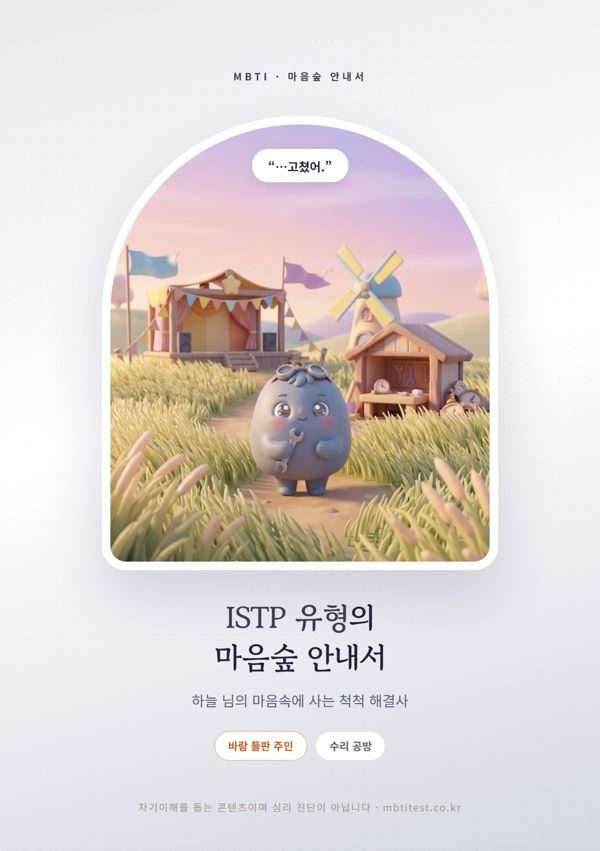 MBTI · 마음숲 안내서
“…고쳤어.”
ISTP 유형의
마음숲 안내서
하늘 님의 마음속에 사는 척척 해결사
바람 들판 주민
수리 공방
자기이해를 돕는 콘텐츠이며 심리 진단이 아닙니다 · mbtitest.co.kr